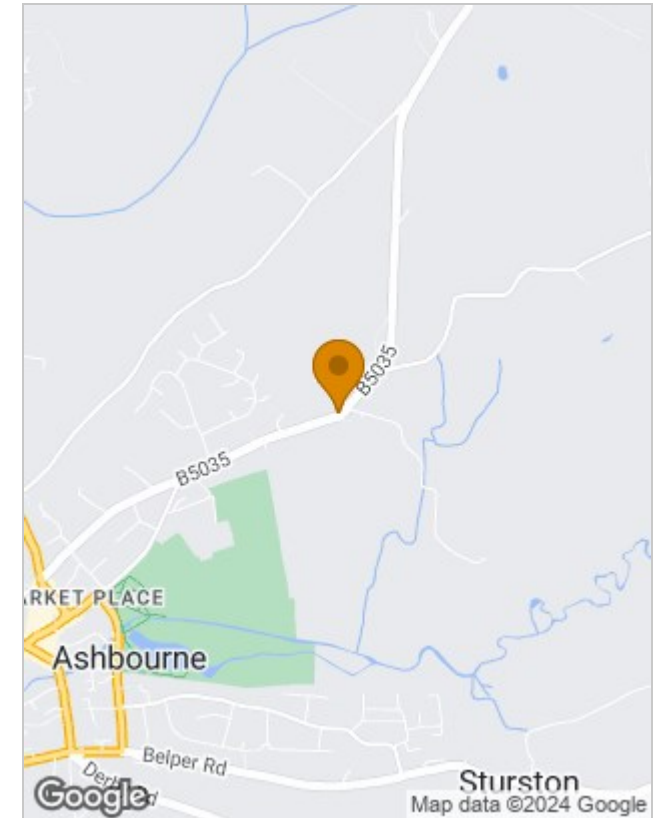 B5035
B5035
ARKET PLACE
Ashbourne
Belper Rd
Sturston
Google
Map data ©2024 Google